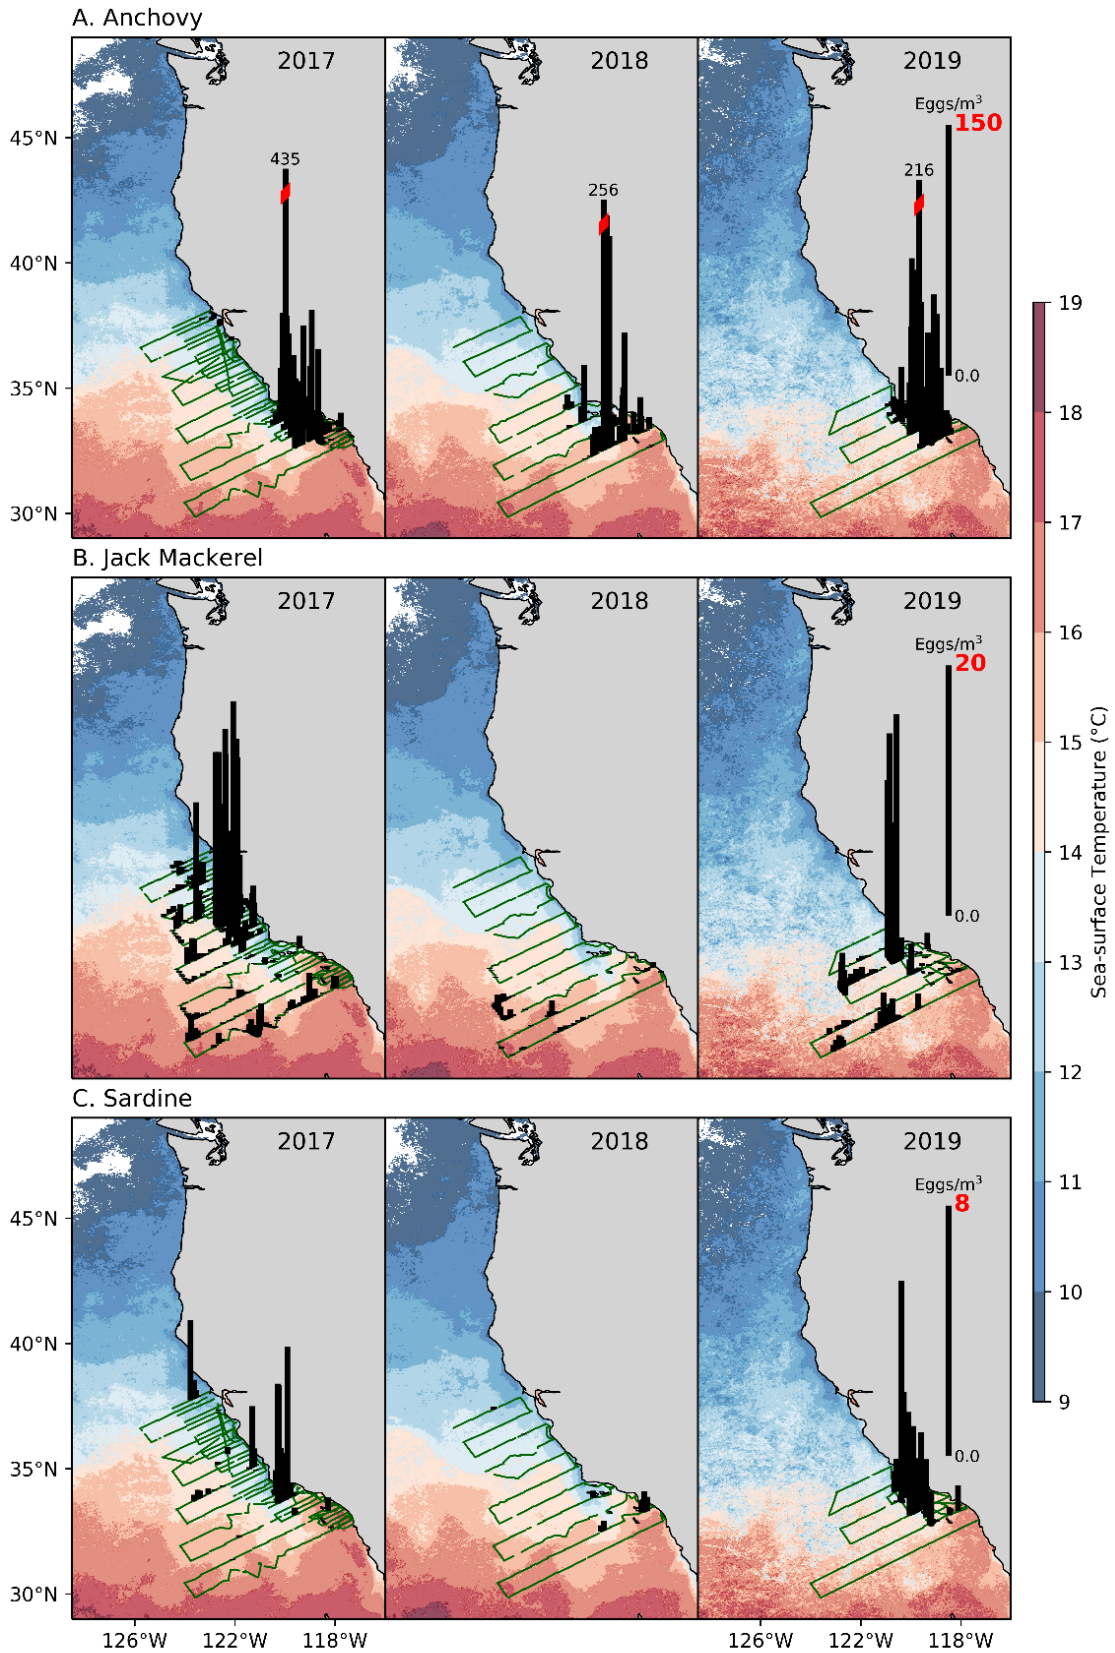 A. Anchovy
2017
2018
2019
Eggs/m³
150
0.0
435
256
216
45°N
40°N
35°N
30°N
B. Jack Mackerel
2017
2018
2019
Eggs/m³
20
0.0
C. Sardine
2017
2018
2019
Eggs/m³
8
0.0
45°N
40°N
35°N
30°N
126°W 122°W 118°W
126°W 122°W 118°W
19
18
17
16
15
14
13
12
11
10
9
Sea-surface Temperature (°C)